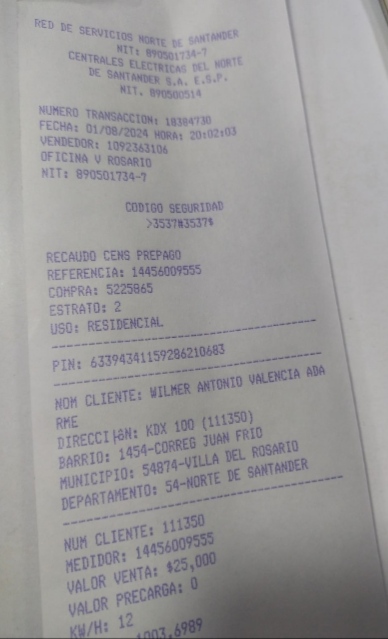 RED DE SERVICIOS NORTE DE SANTANDER
NIT: 890501734-7
CENTRALES ELECTRICAS DEL NORTE
DE SANTANDER S.A. E.S.P.
NIT. 890500514
NUMERO TRANSACCION: 18384730
FECHA: 01/08/2024 HORA: 20:02:03
VENDEDOR: 1092363106
OFICINA V ROSARIO
NIT: 890501734-7
CODIGO SEGURIDAD
>3537#3537$
RECAUDO CENS PREPAGO
REFERENCIA: 14456009555
COMPRA: 5225865
ESTRATO: 2
USO: RESIDENCIAL
PIN: 63394341159286210683
NOM CLIENTE: WILMER ANTONIO VALENCIA ADA
RME
DIRECCI├ôN: KDX 100 (111350)
BARRIO: 1454-CORREG JUAN FRIO
MUNICIPIO: 54874-VILLA DEL ROSARIO
DEPARTAMENTO: 54-NORTE DE SANTANDER
NUM CLIENTE: 111350
MEDIDOR: 14456009555
VALOR VENTA: $25,000
VALOR PRECARGA: 0
KW/H: 12